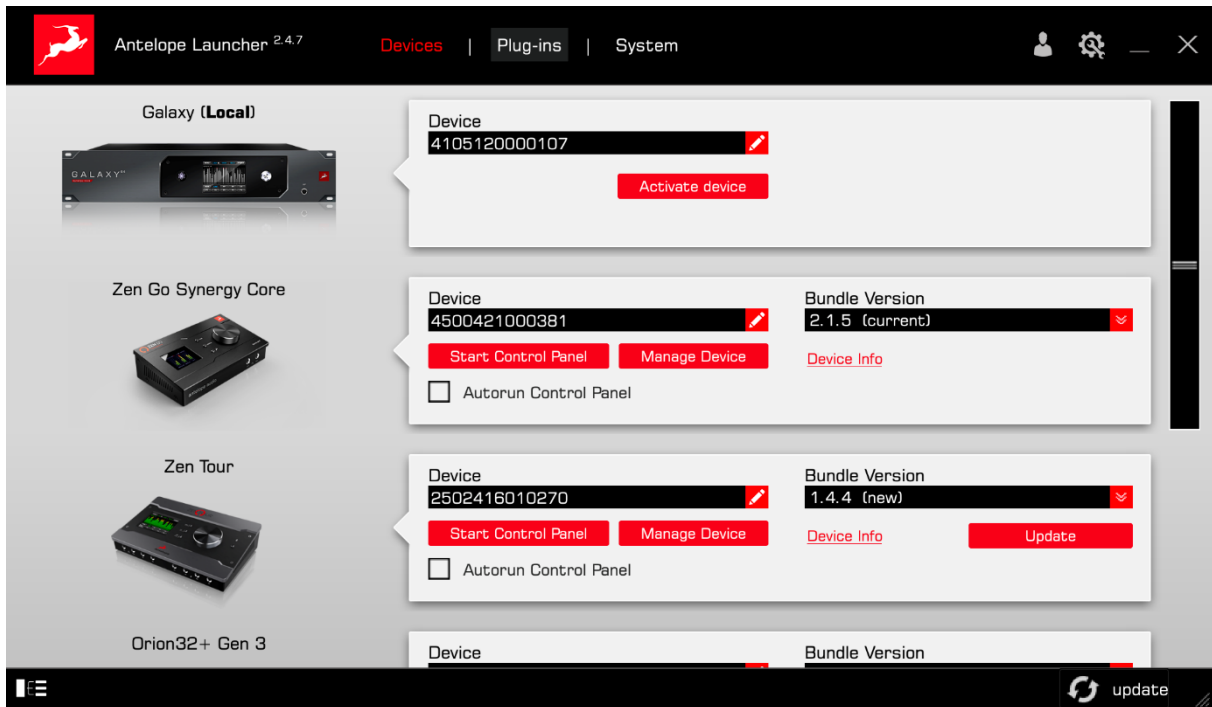 Antelope Launcher 2.4.7
Devices | Plug-ins | System
Galaxy (Local)
GALAXY
Device
4105120000107
Activate device
Zen Go Synergy Core
Device
4500421000381
Start Control Panel
Manage Device
Autorun Control Panel
Bundle Version
2.1.5 (current)
Device Info
Zen Tour
Device
2502416010270
Start Control Panel
Manage Device
Autorun Control Panel
Bundle Version
1.4.4 (new)
Device Info
Update
Orion32+ Gen 3
Device
Bundle Version
update